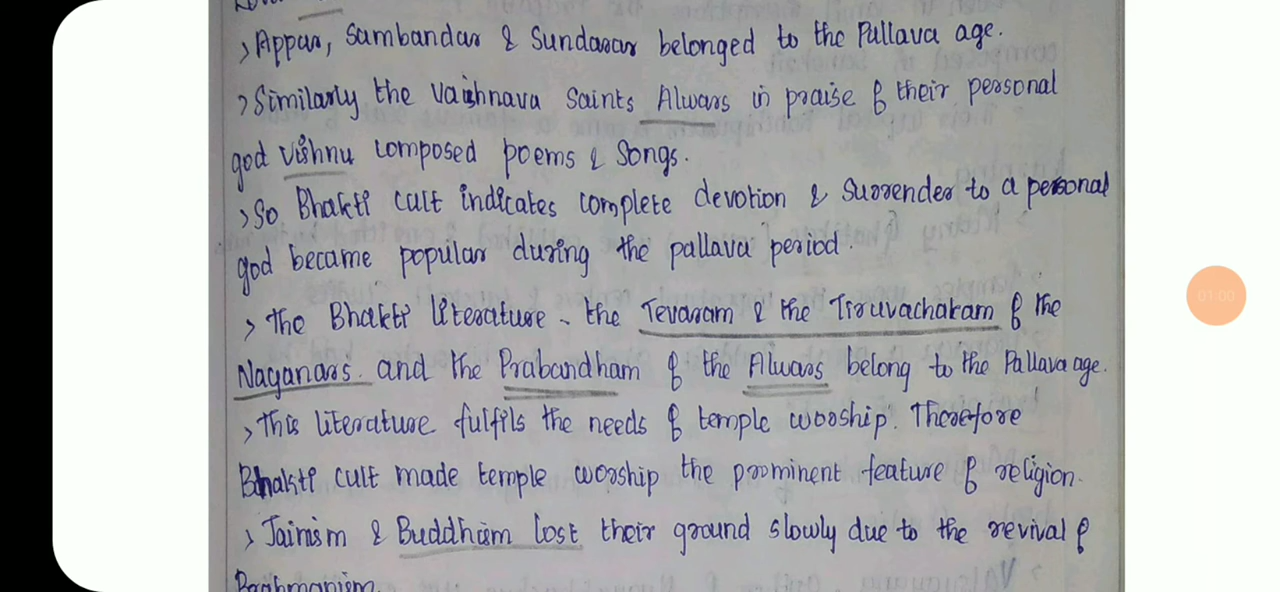 > Appar, Sambandar & Sundarar belonged to the Pallava age.
> Similarly the Vaishnava Saints Alwars in praise of their personal
god Vishnu composed poems & Songs.
> So Bhakti cult indicates complete devotion & Surrender to a personal
god became popular during the pallava period.
> The Bhakti literature - the Tevaram & the Tiruvachakam of the
Nayanars and the Prabandham of the Alwars belong to the Pallava age.
> This literature fulfils the needs of temple worship. Therefore
Bhakti cult made temple worship the prominent feature of religion.
> Jainism & Buddhism lost their ground slowly due to the revival of
Brahmanism.
01:00